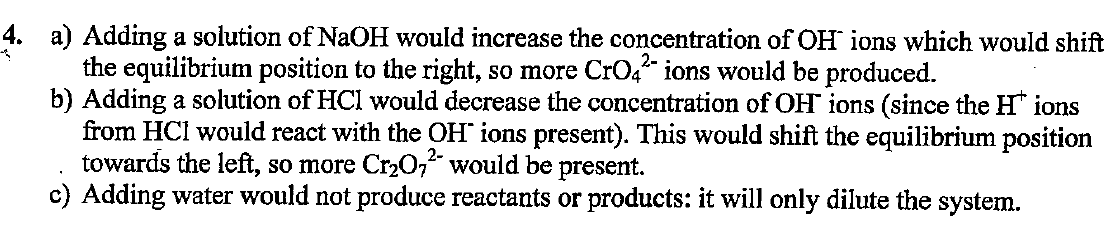 4. a) Adding a solution of NaOH would increase the concentration of OH⁻ ions which would shift
the equilibrium position to the right, so more CrO₄²⁻ ions would be produced.
b) Adding a solution of HCl would decrease the concentration of OH⁻ ions (since the H⁺ ions
from HCl would react with the OH⁻ ions present). This would shift the equilibrium position
towards the left, so more Cr₂O₇²⁻ would be present.
c) Adding water would not produce reactants or products: it will only dilute the system.